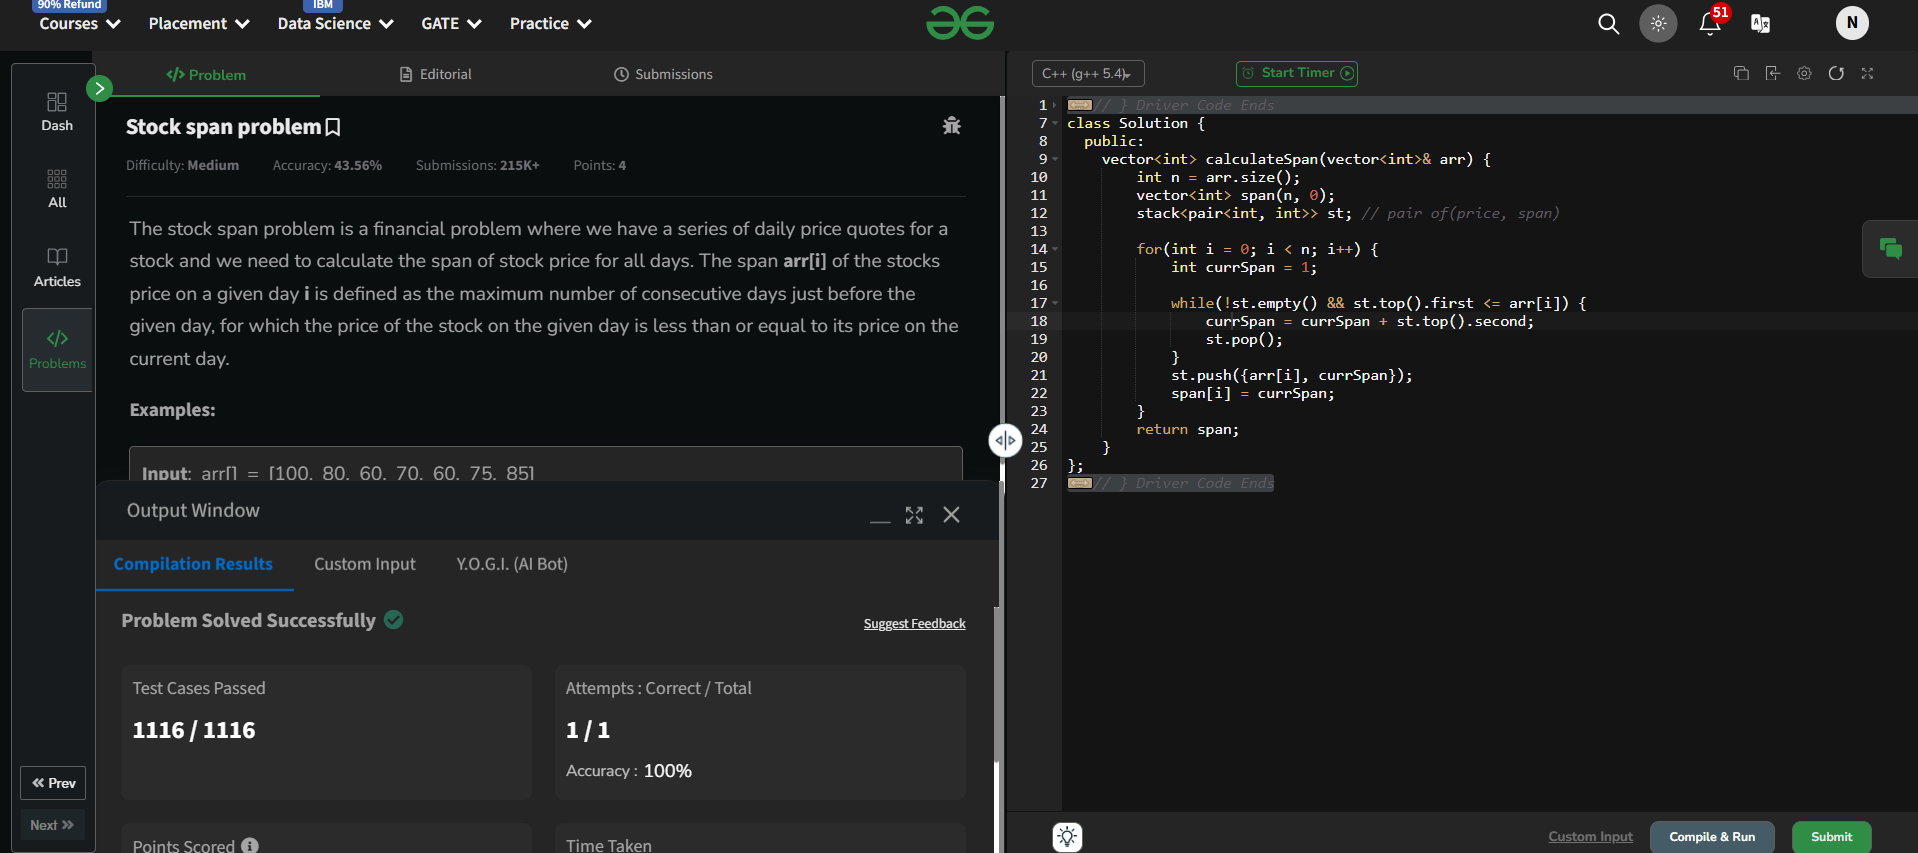 90% Refund
IBM
Courses
Placement
Data Science
GATE
Practice
51
N
Dash
All
Articles
Problems
Prev
Next
Problem
Editorial
Submissions
Stock span problem
Difficulty: Medium
Accuracy: 43.56%
Submissions: 215K+
Points: 4
The stock span problem is a financial problem where we have a series of daily price quotes for a
stock and we need to calculate the span of stock price for all days. The span arr[i] of the stocks
price on a given day i is defined as the maximum number of consecutive days just before the
given day, for which the price of the stock on the given day is less than or equal to its price on the
current day.
Examples:
Input: arr[] = [100, 80, 60, 70, 60, 75, 85]
Output Window
Compilation Results
Custom Input
Y.O.G.I. (AI Bot)
Problem Solved Successfully
Suggest Feedback
Test Cases Passed
1116 / 1116
Attempts : Correct / Total
1 / 1
Accuracy : 100%
Points Scored
Time Taken
C++ (g++ 5.4)
Start Timer
1 // } Driver Code Ends
7 class Solution {
8 public:
9 vector<int> calculateSpan(vector<int>& arr) {
10 int n = arr.size();
11 vector<int> span(n, 0);
12 stack<pair<int, int>> st; // pair of(price, span)
13
14 for(int i = 0; i < n; i++) {
15 int currSpan = 1;
16
17 while(!st.empty() && st.top().first <= arr[i]) {
18 currSpan = currSpan + st.top().second;
19 st.pop();
20 }
21 st.push({arr[i], currSpan});
22 span[i] = currSpan;
23 }
24 return span;
25 }
26 };
27 // } Driver Code Ends
Custom Input
Compile & Run
Submit